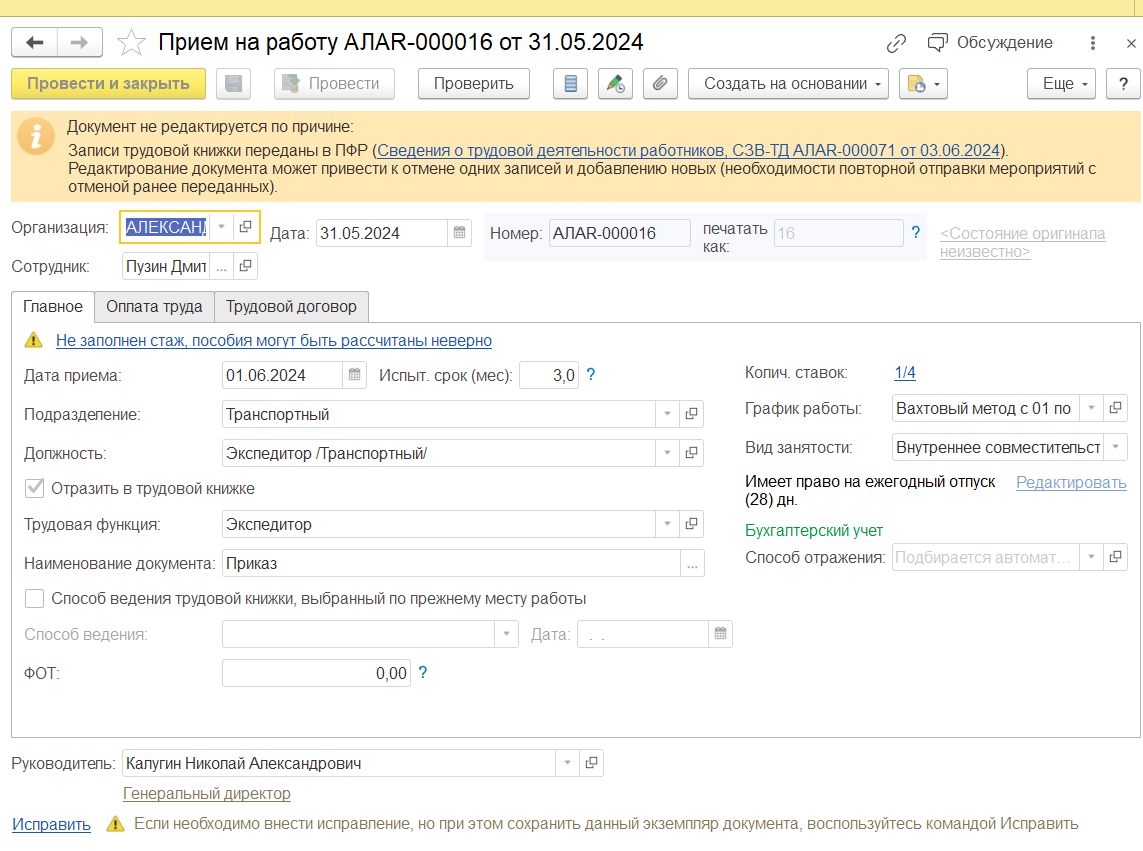 Прием на работу АЛАR-000016 от 31.05.2024
Обсуждение
Провести и закрыть
Провести
Проверить
Создать на основании
Еще
?
Документ не редактируется по причине:
Записи трудовой книжки переданы в ПФР (Сведения о трудовой деятельности работников, СЗВ-ТД АЛАR-000071 от 03.06.2024).
Редактирование документа может привести к отмене одних записей и добавлению новых (необходимости повторной отправки мероприятий с
отменой ранее переданных).
Организация: АЛЕКСАНД Дата: 31.05.2024 Номер: АЛАR-000016 печатать как: 16 ? <Состояние оригинала неизвестно>
Сотрудник: Пузин Дмит ...
Главное Оплата труда Трудовой договор
Не заполнен стаж, пособия могут быть рассчитаны неверно
Дата приема: 01.06.2024 Испыт. срок (мес): 3,0 ? Колич. ставок: 1/4
Подразделение: Транспортный График работы: Вахтовый метод с 01 по
Должность: Экспедитор /Транспортный/ Вид занятости: Внутреннее совместительст
Отразить в трудовой книжке Имеет право на ежегодный отпуск (28) дн. Редактировать
Трудовая функция: Экспедитор Бухгалтерский учет
Наименование документа: Приказ ... Способ отражения: Подбирается автомат...
Способ ведения трудовой книжки, выбранный по прежнему месту работы
Способ ведения: Дата: . .
ФОТ: 0,00 ?
Руководитель: Калугин Николай Александрович
Генеральный директор
Исправить Если необходимо внести исправление, но при этом сохранить данный экземпляр документа, воспользуйтесь командой Исправить